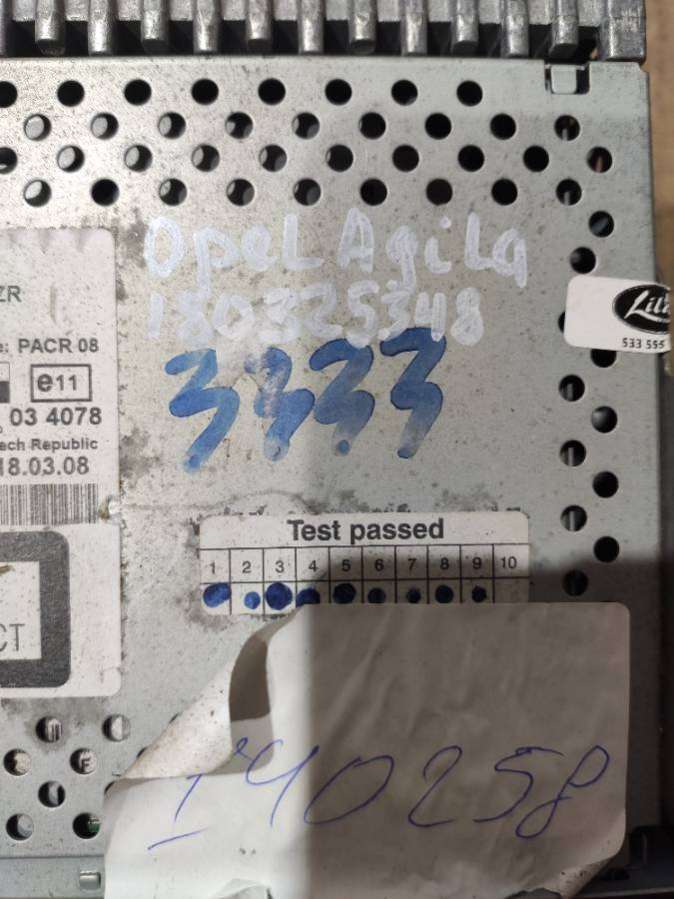 Opel Agila
180325348
3333
ZR
: PACR 08
e11
03 4078
ech Republic
18.03.08
533 555
Test passed
1 2 3 4 5 6 7 8 9 10
CT